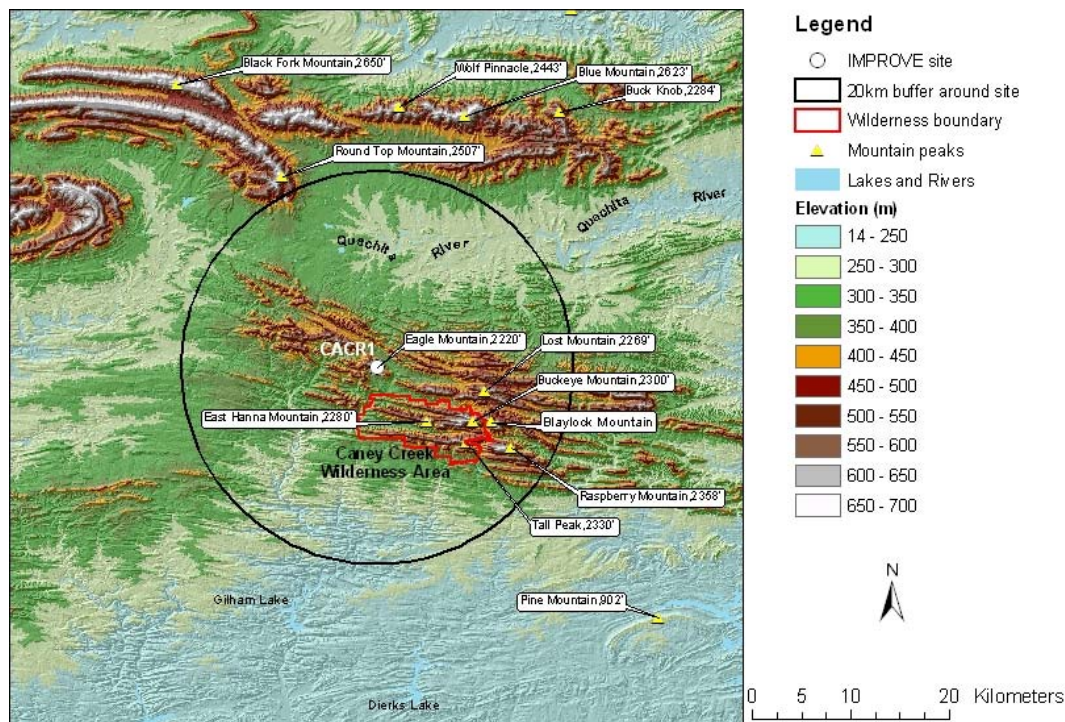 Black Fork Mountain,2650'
Wolf Pinnacle,2443'
Blue Mountain,2623'
Buck Knob,2284'
Round Top Mountain,2507'
Quachita
River
Quachita
River
CACR1
Eagle Mountain,2220'
Lost Mountain,2269'
Buckeye Mountain,2300'
East Hanna Mountain,2280'
Blaylock Mountain
Caney Creek
Wilderness Area
Raspberry Mountain,2358'
Tall Peak,2330'
Gilham Lake
Pine Mountain,902'
Dierks Lake
Legend
IMPROVE site
20km buffer around site
Wilderness boundary
Mountain peaks
Lakes and Rivers
Elevation (m)
14 - 250
250 - 300
300 - 350
350 - 400
400 - 450
450 - 500
500 - 550
550 - 600
600 - 650
650 - 700
N
0 5 10 20 Kilometers